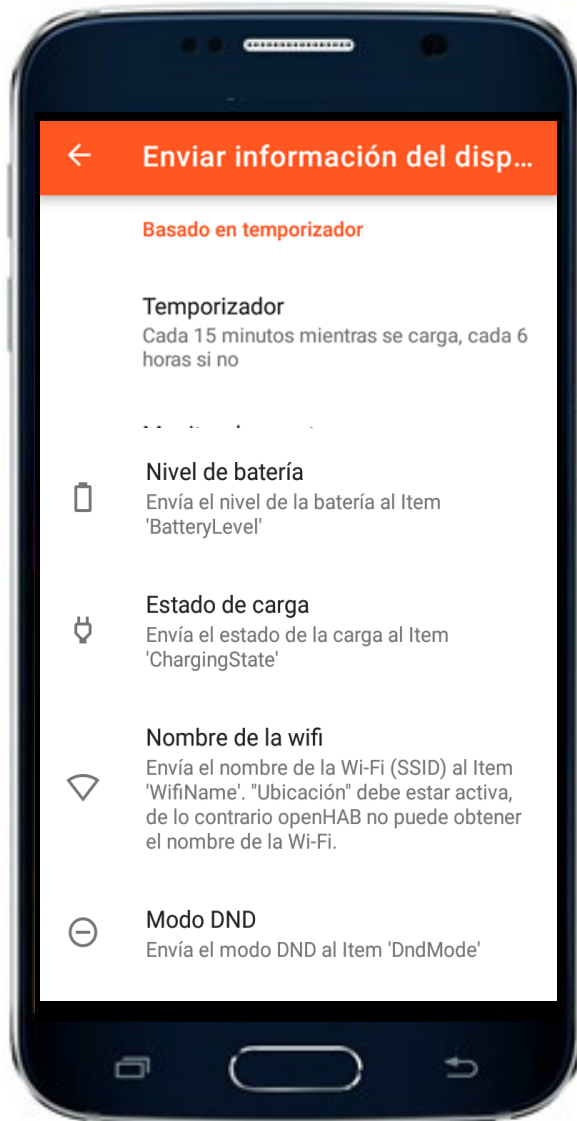 Enviar información del disp...
Basado en temporizador
Temporizador
Cada 15 minutos mientras se carga, cada 6
horas si no
Nivel de batería
Envía el nivel de la batería al Item
'BatteryLevel'
Estado de carga
Envía el estado de la carga al Item
'ChargingState'
Nombre de la wifi
Envía el nombre de la Wi-Fi (SSID) al Item
'WifiName'. "Ubicación" debe estar activa,
de lo contrario openHAB no puede obtener
el nombre de la Wi-Fi.
Modo DND
Envía el modo DND al Item 'DndMode'